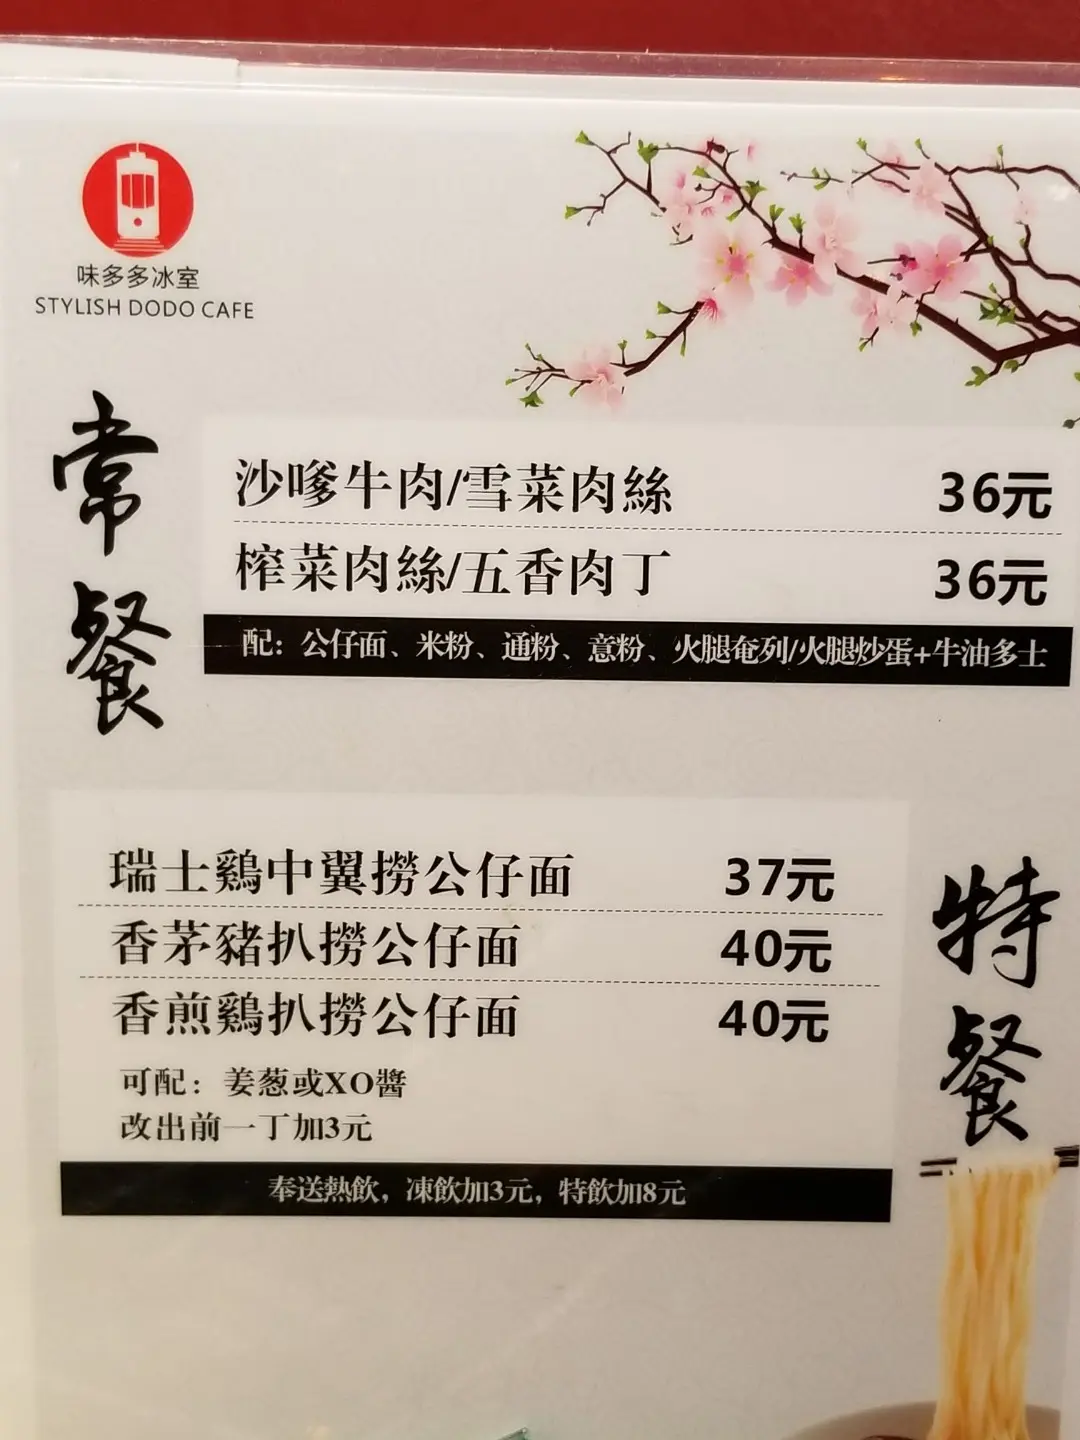 味多多冰室
STYLISH DODO CAFE
常餐
沙嗲牛肉/雪菜肉絲 36元
榨菜肉絲/五香肉丁 36元
配：公仔面、米粉、通粉、意粉、火腿奄列/火腿炒蛋+牛油多士
特餐
瑞士鷄中翼撈公仔面 37元
香茅豬扒撈公仔面 40元
香煎鷄扒撈公仔面 40元
可配：姜葱或XO醬
改出前一丁加3元
奉送熱飲，凍飲加3元，特飲加8元